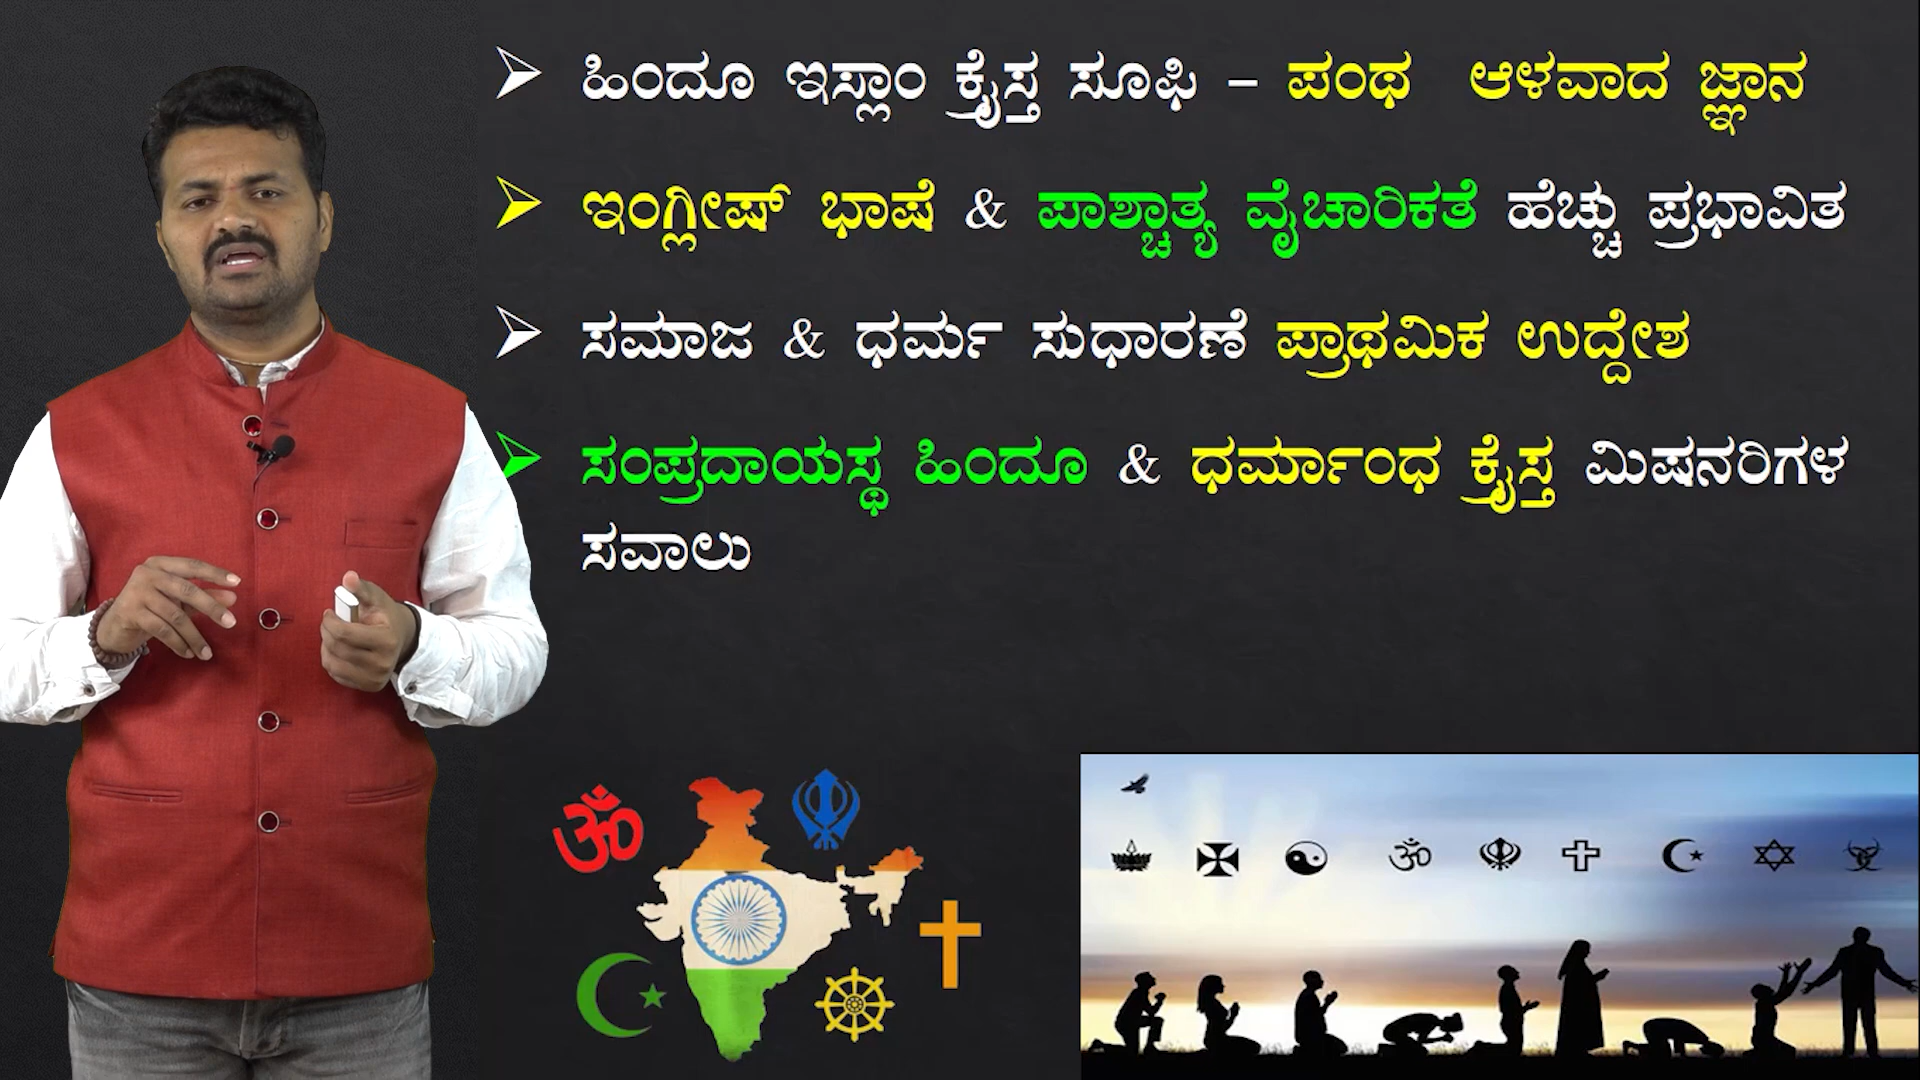 ಹಿಂದೂ ಇಸ್ಲಾಂ ಕ್ರೈಸ್ತ ಸೂಫಿ – ಪಂಥ ಆಳವಾದ ಜ್ಞಾನ
ಇಂಗ್ಲೀಷ್ ಭಾಷೆ & ಪಾಶ್ಚಾತ್ಯ ವೈಚಾರಿಕತೆ ಹೆಚ್ಚು ಪ್ರಭಾವಿತ
ಸಮಾಜ & ಧರ್ಮ ಸುಧಾರಣೆ ಪ್ರಾಥಮಿಕ ಉದ್ದೇಶ
ಸಂಪ್ರದಾಯಸ್ಥ ಹಿಂದೂ & ಧರ್ಮಾಂಧ ಕ್ರೈಸ್ತ ಮಿಷನರಿಗಳ
ಸವಾಲು